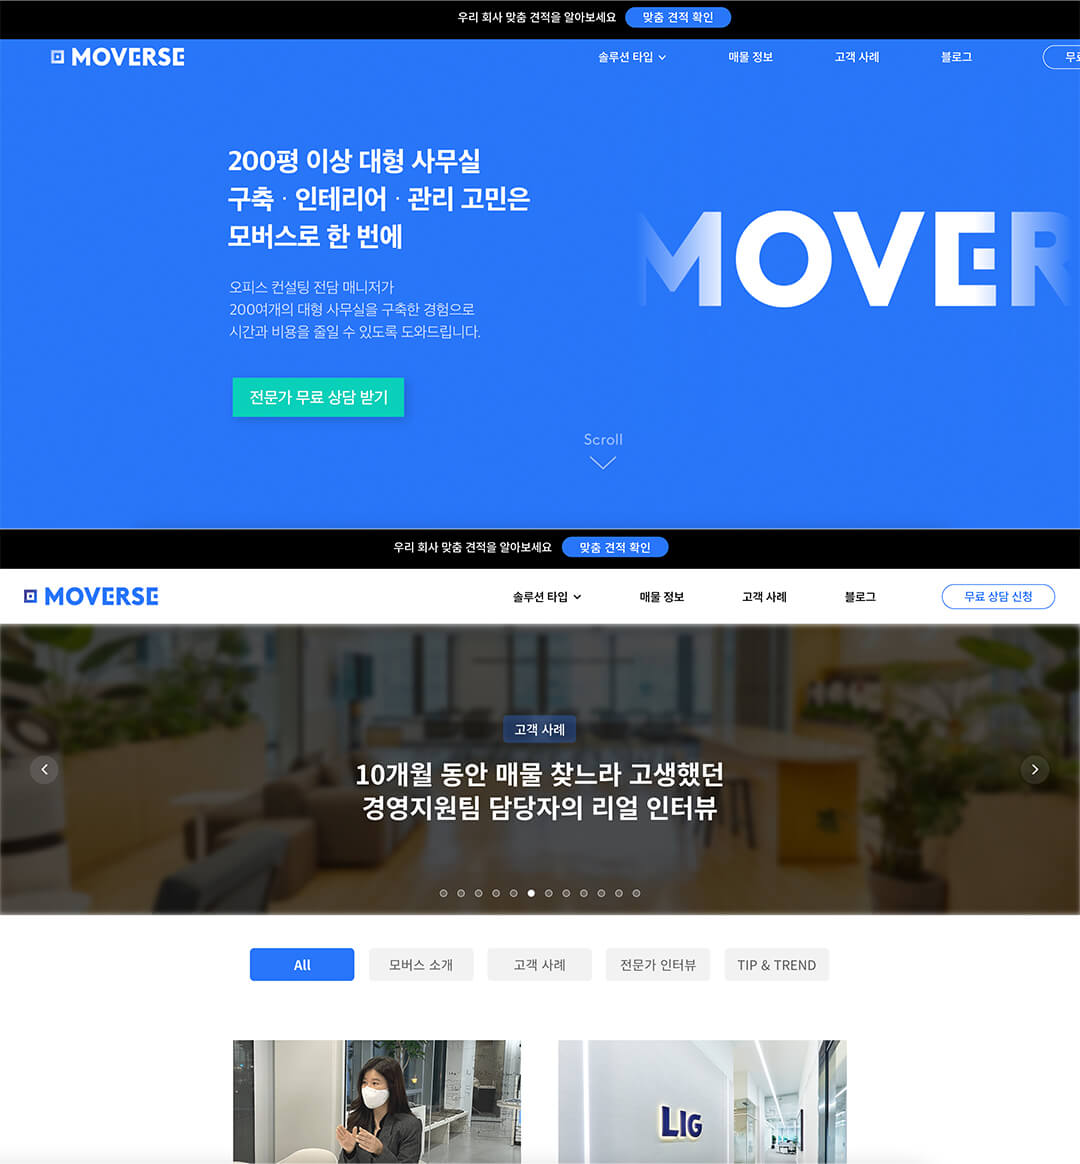 우리 회사 맞춤 견적을 알아보세요 맞춤 견적 확인
MOVERSE 솔루션 타입 매물 정보 고객 사례 블로그
200평 이상 대형 사무실
구축 · 인테리어 · 관리 고민은
모버스로 한 번에
MOVER
오피스 컨설팅 전담 매니저가
200여개의 대형 사무실을 구축한 경험으로
시간과 비용을 줄일 수 있도록 도와드립니다.
전문가 무료 상담 받기
Scroll
우리 회사 맞춤 견적을 알아보세요 맞춤 견적 확인
MOVERSE 솔루션 타입 매물 정보 고객 사례 블로그 무료 상담 신청
고객 사례
10개월 동안 매물 찾느라 고생했던
경영지원팀 담당자의 리얼 인터뷰
All 모버스 소개 고객 사례 전문가 인터뷰 TIP & TREND
LIG